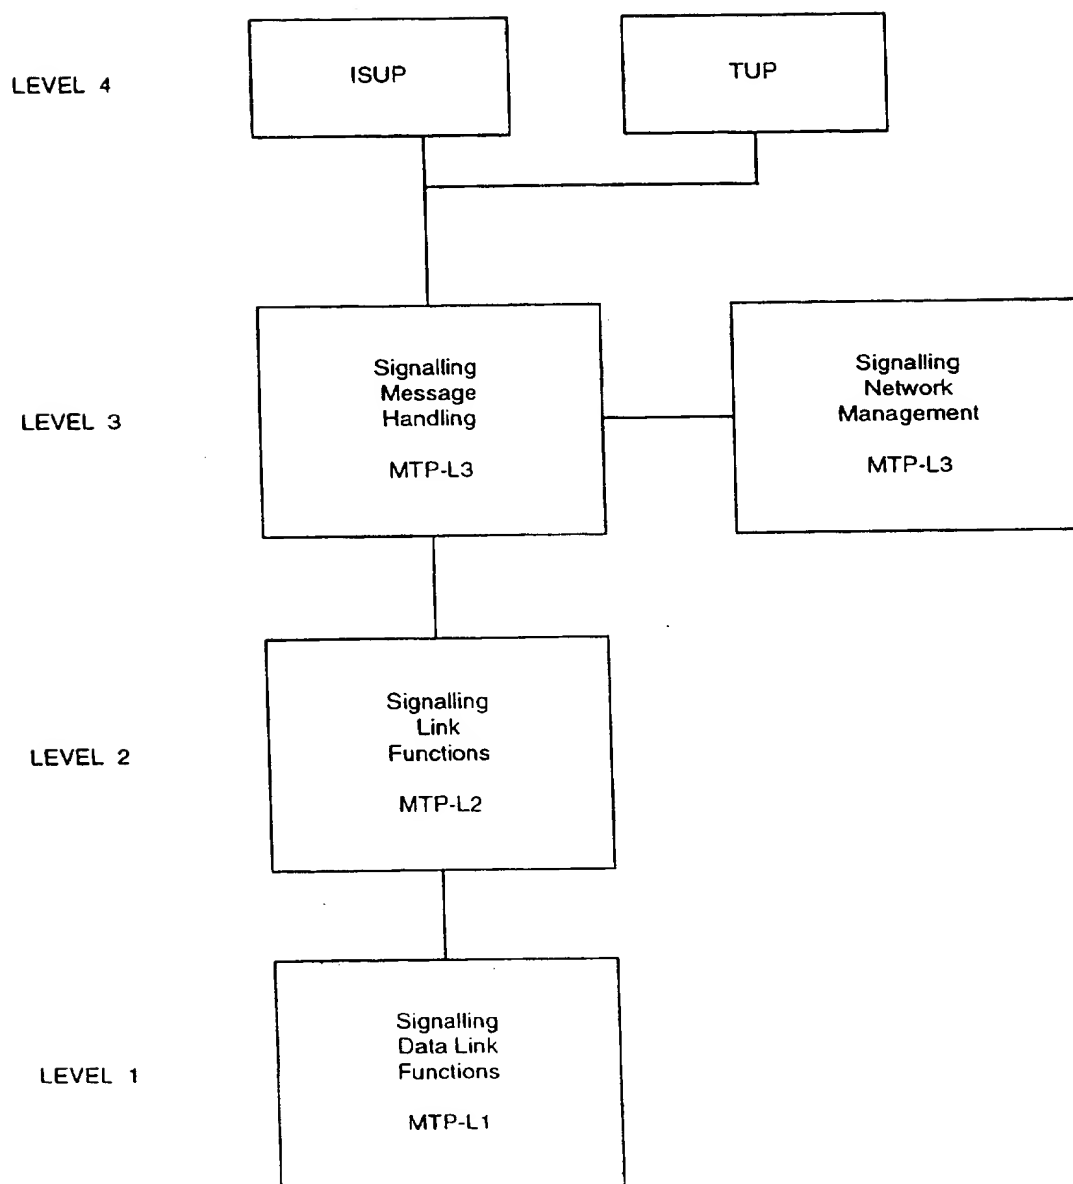 LEVEL 4
ISUP
TUP
LEVEL 3
Signalling
Message
Handling
MTP-L3
Signalling
Network
Management
MTP-L3
LEVEL 2
Signalling
Link
Functions
MTP-L2
LEVEL 1
Signalling
Data Link
Functions
MTP-L1